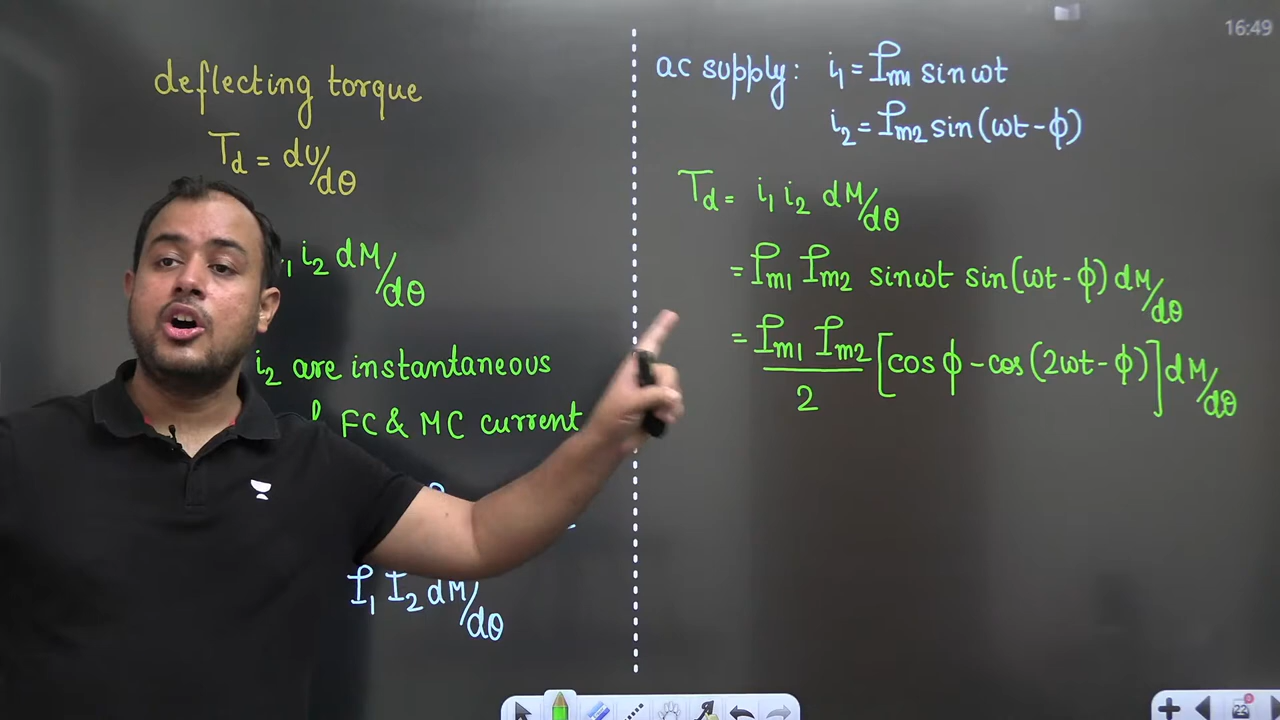 16:49
deflecting torque
T_d = dU/dθ
i_2 dM/dθ
i_2 are instantaneous
FC & MC current
I_1 I_2 dM/dθ
ac supply: i_1 = I_m1 sin ωt
i_2 = I_m2 sin(ωt - ϕ)
T_d = i_1 i_2 dM/dθ
= I_m1 I_m2 sin ωt sin(ωt - ϕ) dM/dθ
= I_m1 I_m2 / 2 [cos ϕ - cos(2ωt - ϕ)] dM/dθ
22